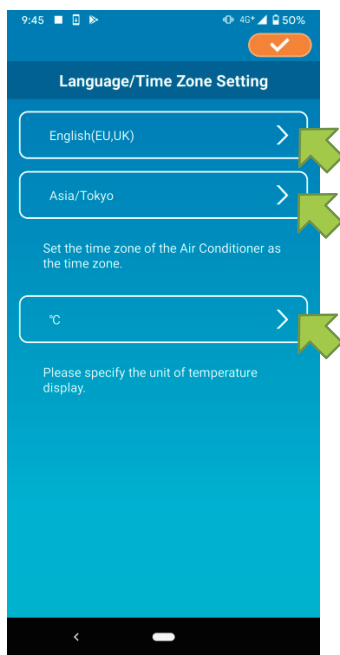 9:45 4G+ 50%
Language/Time Zone Setting
English(EU,UK)
Asia/Tokyo
Set the time zone of the Air Conditioner as
the time zone.
℃
Please specify the unit of temperature
display.